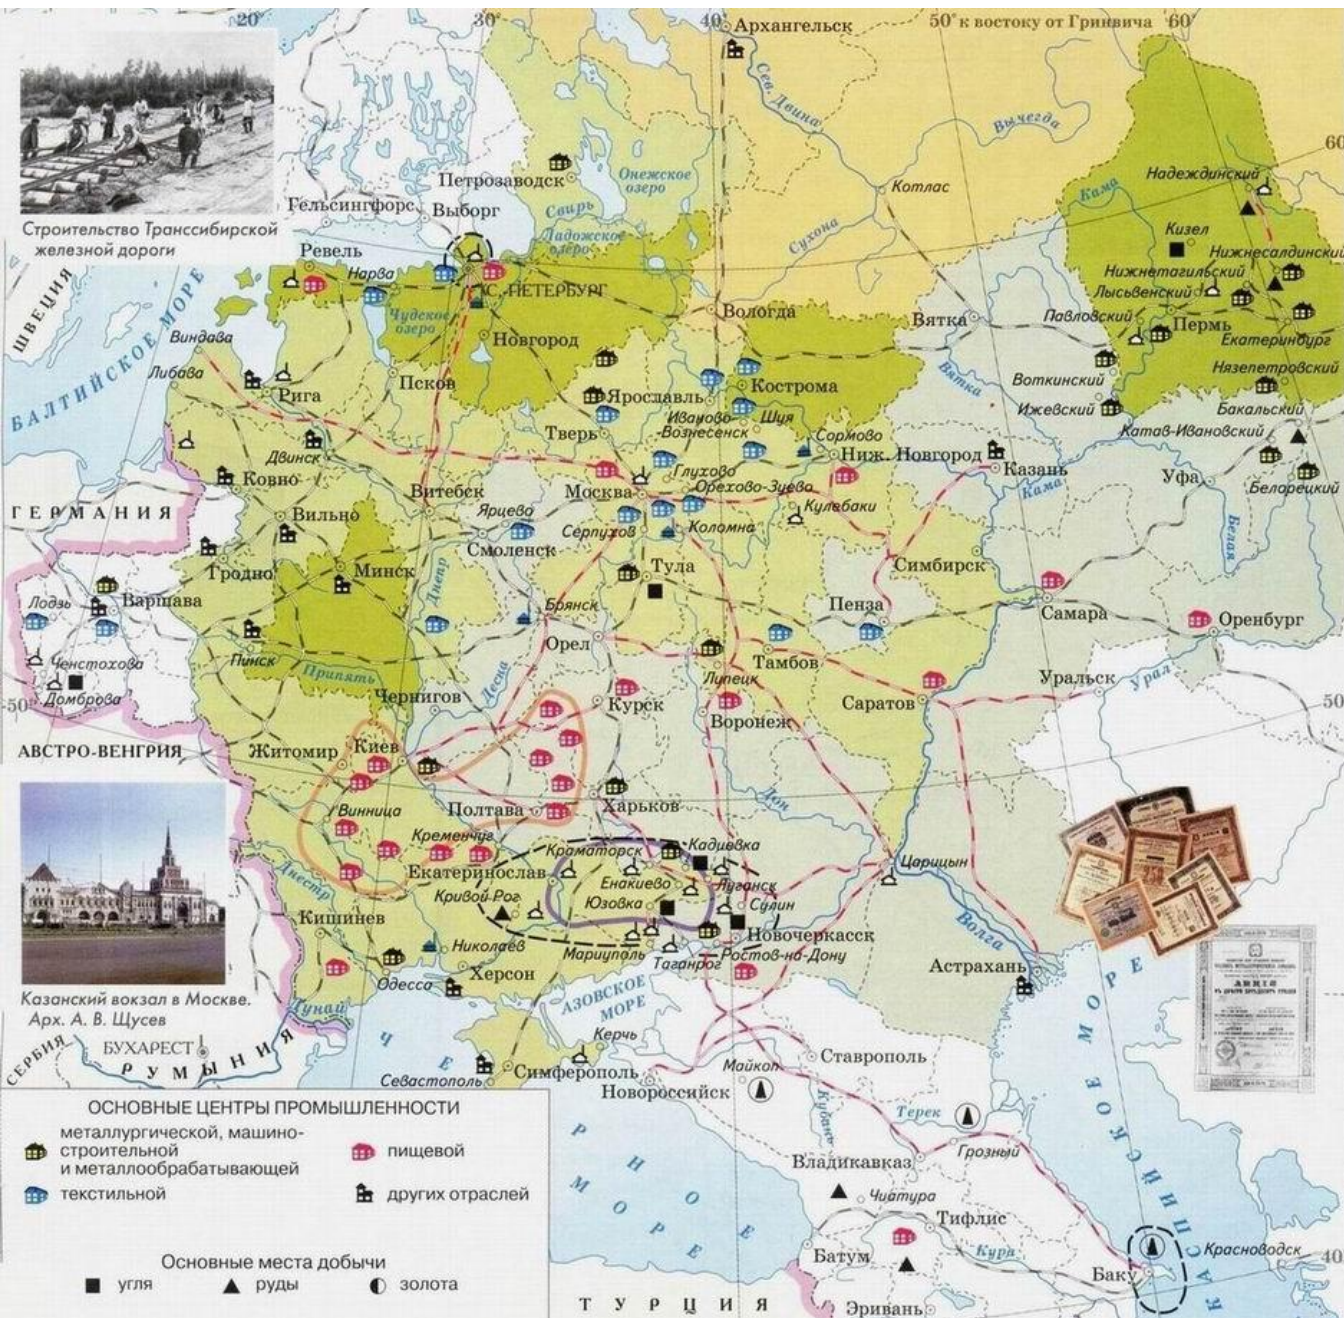 20°
30°
40°
50° к востоку от Гринвича
60°
Архангельск
Сев. Двина
Вычегда
60
Петрозаводск
Онежское
озеро
Котлас
Кама
Надеждинский
Гельсингфорс
Выборг
Свирь
Ладожское
озеро
Сухона
Кизел
Строительство Транссибирской
железной дороги
Ревель
Нарва
С.-ПЕТЕРБУРГ
Нижнесалдинский
Нижнетагильский
Лысьвенский
ШВЕЦИЯ
БАЛТИЙСКОЕ МОРЕ
Чудское
озеро
Новгород
Вологда
Вятка
Павловский
Пермь
Екатеринбург
Виндава
Либава
Рига
Псков
Ярославль
Кострома
Вятка
Воткинский
Нязепетровский
Ижевский
Бакальский
Иваново-
-Вознесенск
Шуя
Тверь
Сормово
Катав-Ивановский
Двинск
Глухово
Ниж. Новгород
Казань
Кама
Уфа
Белорецкий
Ковно
Витебск
Москва
Орехово-Зуево
Кулебаки
ГЕРМАНИЯ
Вильно
Ярцево
Серпухов
Коломна
Белая
Смоленск
Гродно
Минск
Днепр
Тула
Симбирск
Лодзь
Варшава
Брянск
Пенза
Самара
Оренбург
Орел
Ченстохова
Пинск
Припять
Десна
Тамбов
Липецк
Домброва
50
Чернигов
Курск
Воронеж
Саратов
Уральск
Урал
50
АВСТРО-ВЕНГРИЯ
Житомир
Киев
Полтава
Харьков
Дон
Винница
Кременчуг
Краматорск
Кадиевка
Царицын
Днестр
Екатеринослав
Енакиево
Луганск
Кривой Рог
Юзовка
Сулин
Кишинев
Николаев
Мариуполь
Таганрог
Новочеркасск
Ростов-на-Дону
Волга
Херсон
Одесса
Астрахань
Казанский вокзал в Москве.
Арх. А. В. Щусев
Дунай
АЗОВСКОЕ
МОРЕ
Керчь
СЕРБИЯ
БУХАРЕСТ
РУМЫНИЯ
Севастополь
Симферополь
Новороссийск
Майкоп
Ставрополь
Кубань
Терек
Грозный
Владикавказ
ЧЕРНОЕ
МОРЕ
КАСПИЙСКОЕ МОРЕ
АКЦIЯ
Чиатура
Тифлис
Батум
Кура
Баку
Красноводск
40
Эривань
ТУРЦИЯ
ОСНОВНЫЕ ЦЕНТРЫ ПРОМЫШЛЕННОСТИ
металлургической, машино-
строительной
и металлообрабатывающей
пищевой
текстильной
других отраслей
Основные места добычи
угля
руды
золота